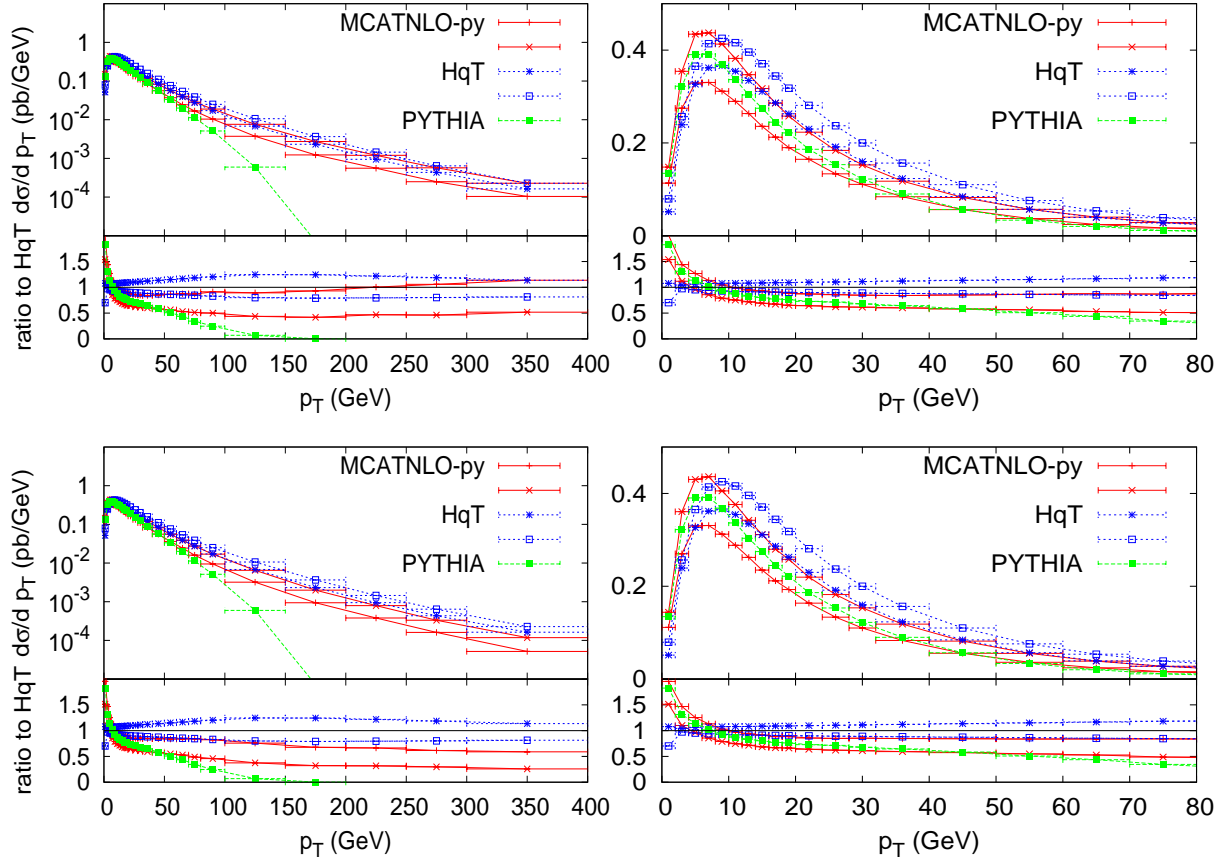 ratio to HqT dσ/d p_T (pb/GeV)
1
0.1
10^-2
10^-3
10^-4
MCATNLO-py
HqT
PYTHIA
1.5
1
0.5
0
0 50 100 150 200 250 300 350 400
p_T (GeV)
0.4
0.2
0
MCATNLO-py
HqT
PYTHIA
1.5
1
0.5
0
0 10 20 30 40 50 60 70 80
p_T (GeV)
ratio to HqT dσ/d p_T (pb/GeV)
1
0.1
10^-2
10^-3
10^-4
MCATNLO-py
HqT
PYTHIA
1.5
1
0.5
0
0 50 100 150 200 250 300 350 400
p_T (GeV)
0.4
0.2
0
MCATNLO-py
HqT
PYTHIA
1.5
1
0.5
0
0 10 20 30 40 50 60 70 80
p_T (GeV)